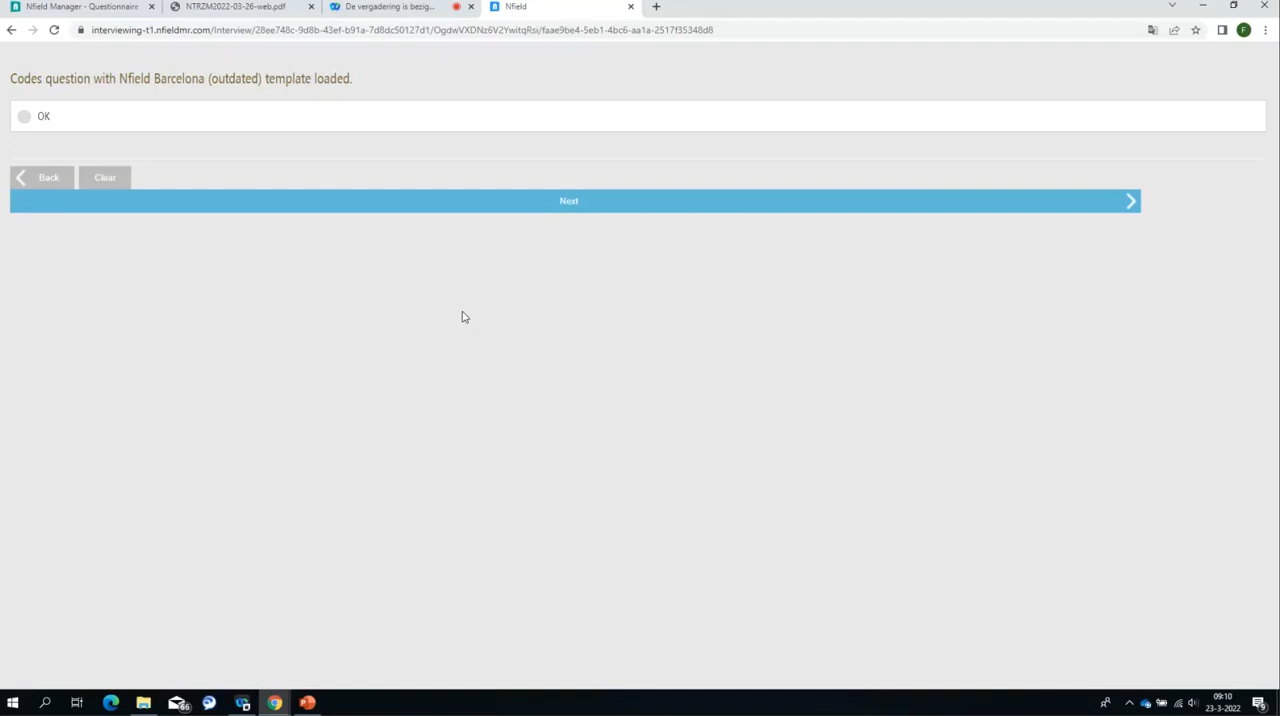 Nfield Manager - Questionnaire
NTRZM2022-03-26-web.pdf
De vergadering is bezig...
Nfield
interviewing-t1.nfieldmr.com/Interview/28ee748c-9d8b-43ef-b91a-7d8dc50127d1/OgdwVXDNz6V2YwitqRsi/faae9be4-5eb1-4bc6-aa1a-2517f35348d8
F
Codes question with Nfield Barcelona (outdated) template loaded.
OK
Back
Clear
Next
66
09:10
23-3-2022
9